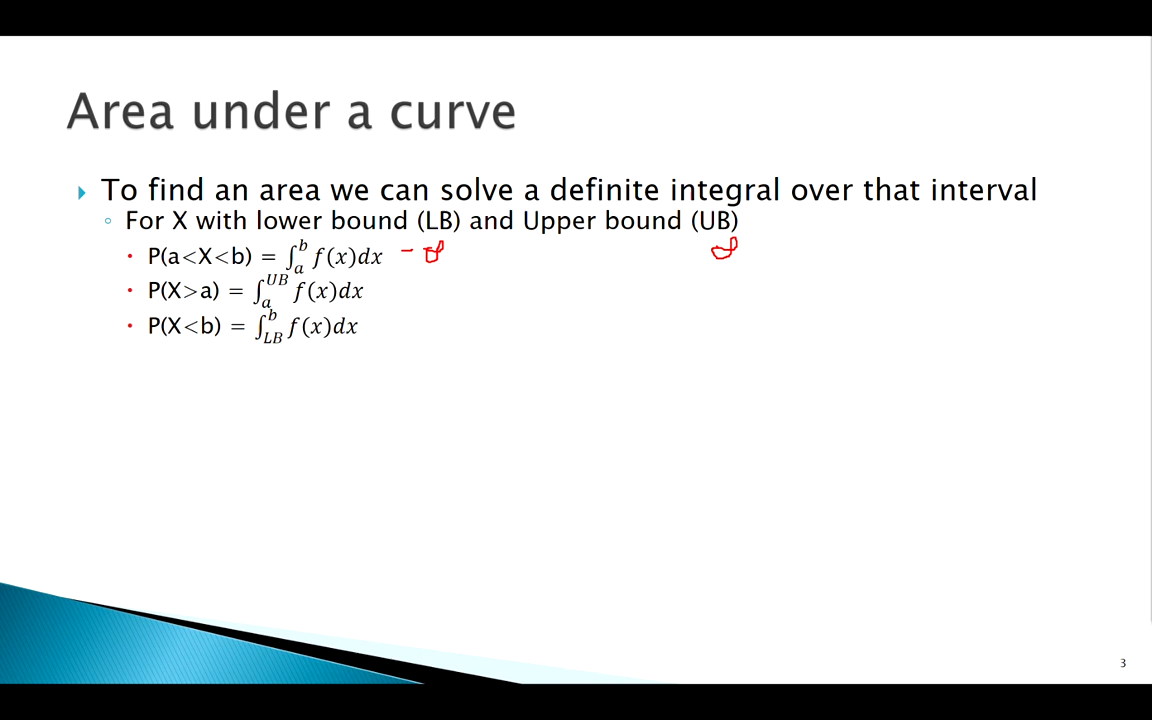 Area under a curve
To find an area we can solve a definite integral over that interval
For X with lower bound (LB) and Upper bound (UB)
P(a<X<b) = ∫_a^b f(x)dx - ∞ ∞
P(X>a) = ∫_a^{UB} f(x)dx
P(X<b) = ∫_{LB}^b f(x)dx
3